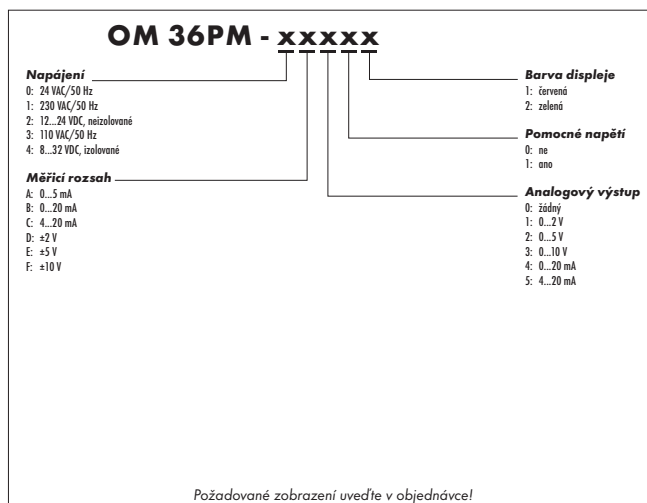 OM 36PM - xxxxx
Napájení
0: 24 VAC/50 Hz
1: 230 VAC/50 Hz
2: 12...24 VDC, neizolované
3: 110 VAC/50 Hz
4: 8...32 VDC, izolované
Měřicí rozsah
A: 0...5 mA
B: 0...20 mA
C: 4...20 mA
D: ±2 V
E: ±5 V
F: ±10 V
Barva displeje
1: červená
2: zelená
Pomocné napětí
0: ne
1: ano
Analogový výstup
0: žádný
1: 0...2 V
2: 0...5 V
3: 0...10 V
4: 0...20 mA
5: 4...20 mA
Požadované zobrazení uveďte v objednávce!